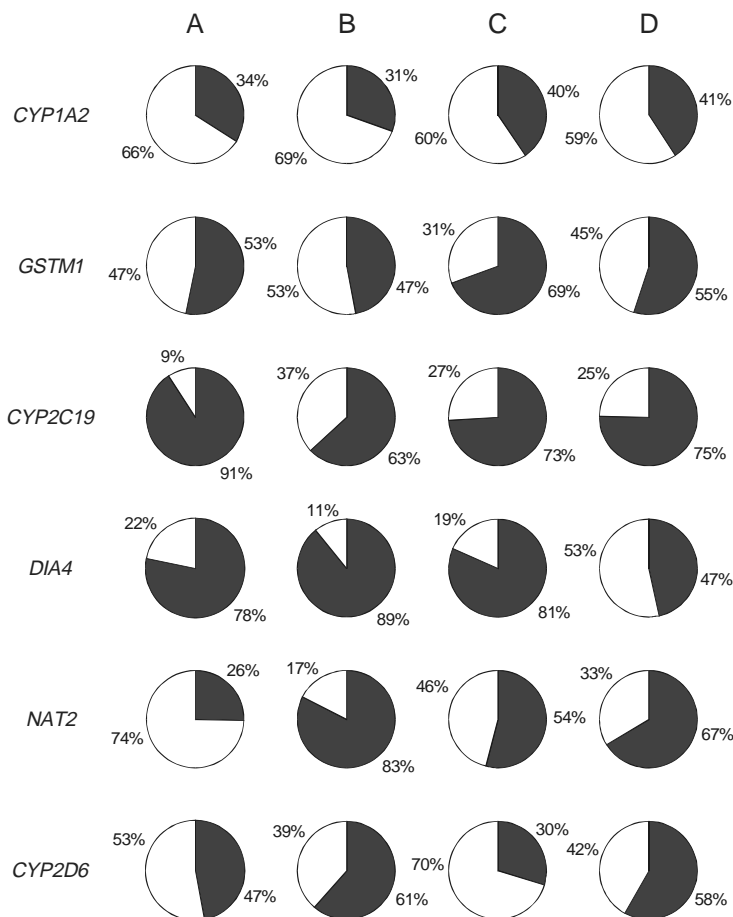 A B C D
34% 31% 40% 41%
CYP1A2
66% 69% 60% 59%
31% 45%
53%
GSTM1
47% 53% 47% 69% 55%
9% 37% 27% 25%
CYP2C19
91% 63% 73% 75%
22% 11% 19% 53%
DIA4
78% 89% 81% 47%
26% 17% 46% 33%
NAT2
74% 83% 54% 67%
53% 39% 70% 30% 42%
CYP2D6
47% 61% 58%